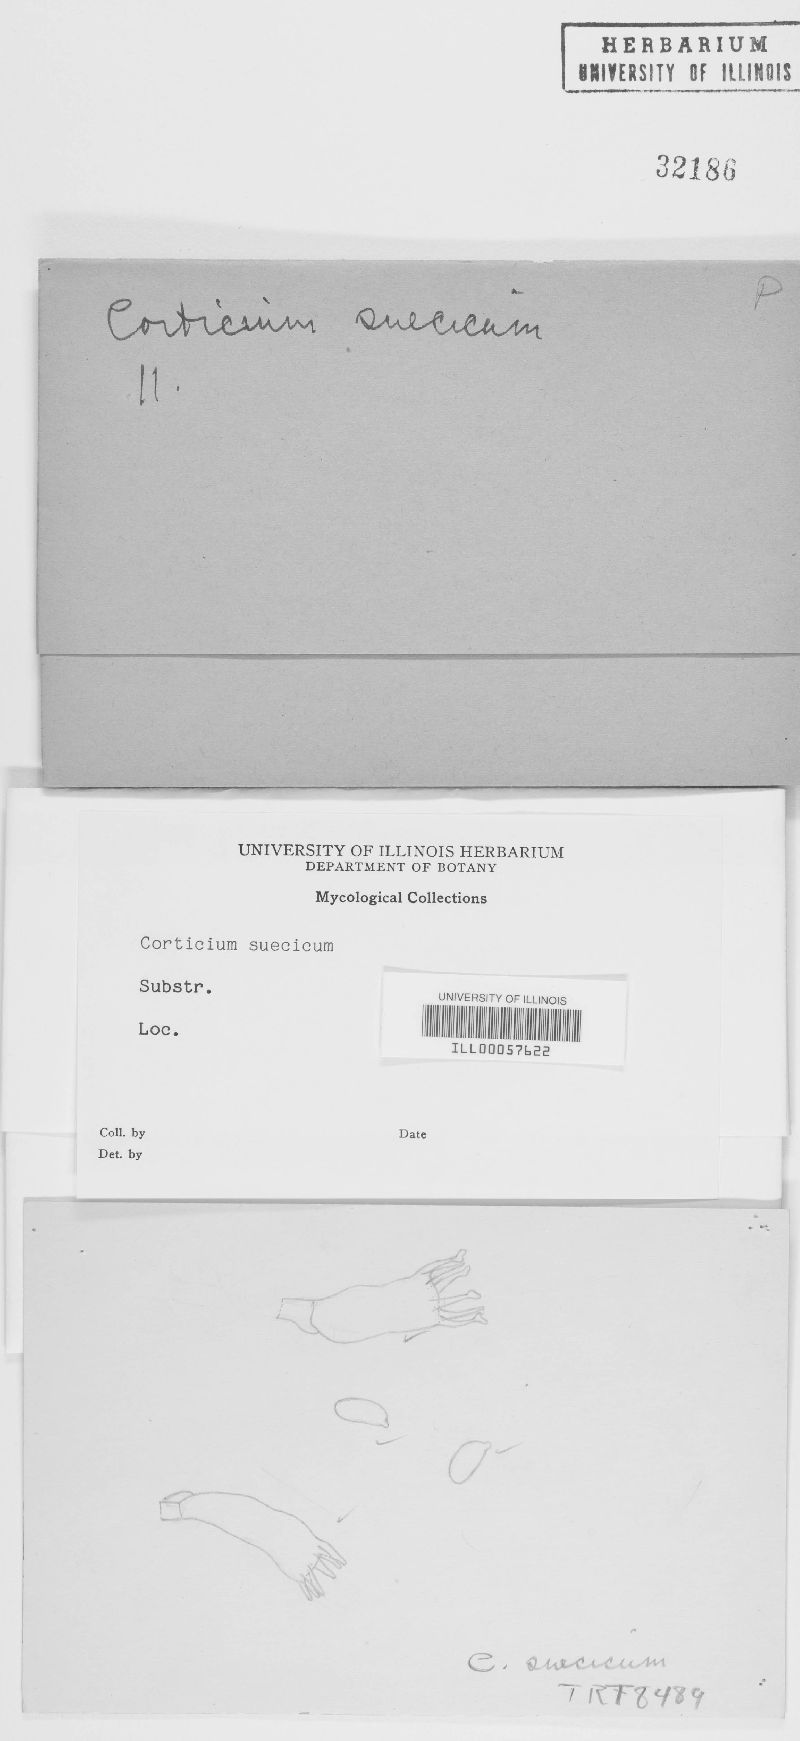 HERBARIUM
UNIVERSITY OF ILLINOIS
32186
P
Corticium suecicum
11.
UNIVERSITY OF ILLINOIS HERBARIUM
DEPARTMENT OF BOTANY
Mycological Collections
Corticium suecicum
Substr.
Loc.
UNIVERSITY OF ILLINOIS
ILL00057622
Coll. by
Date
Det. by
C. suecicum
TRF8489